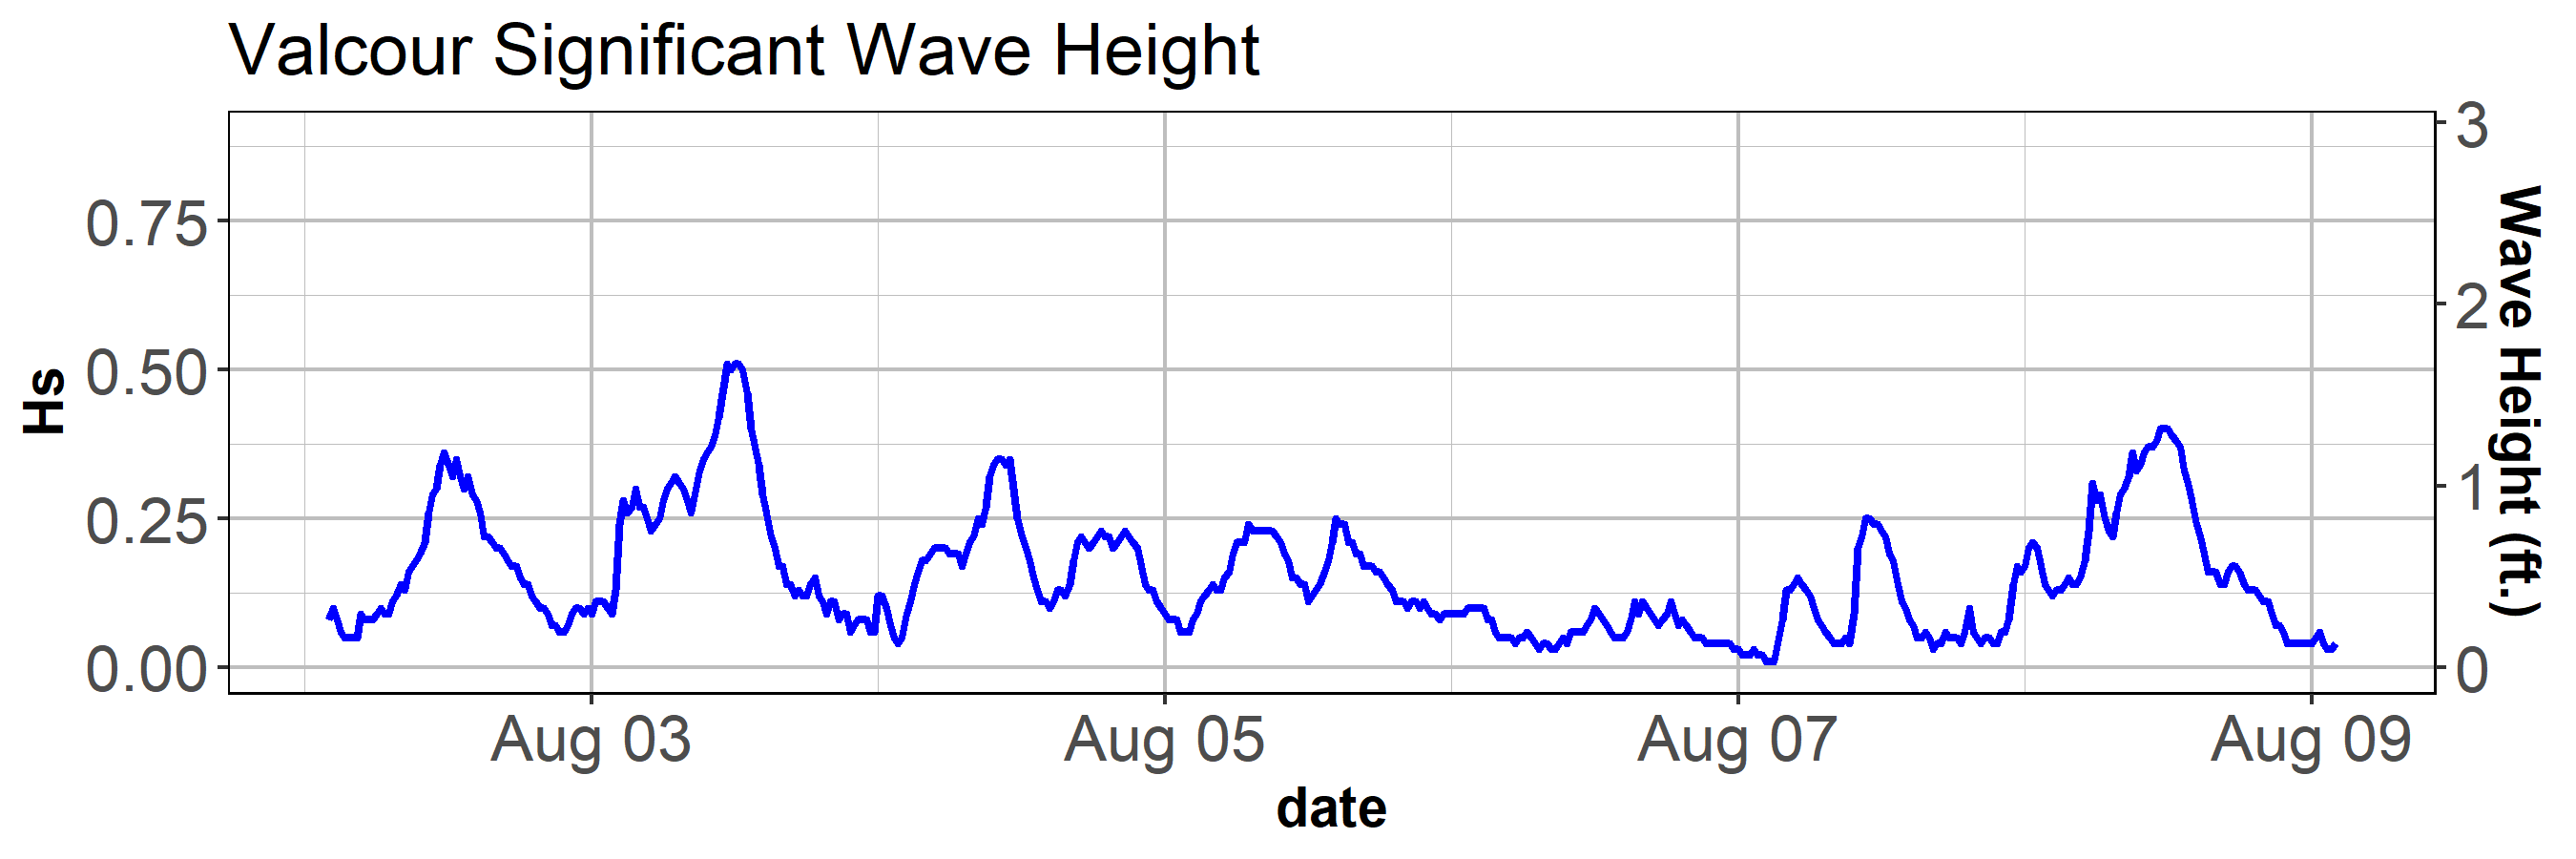 Valcour Significant Wave Height
Hs
0.75
0.50
0.25
0.00
3
2
1
0
Wave Height (ft.)
Aug 03
Aug 05
Aug 07
Aug 09
date